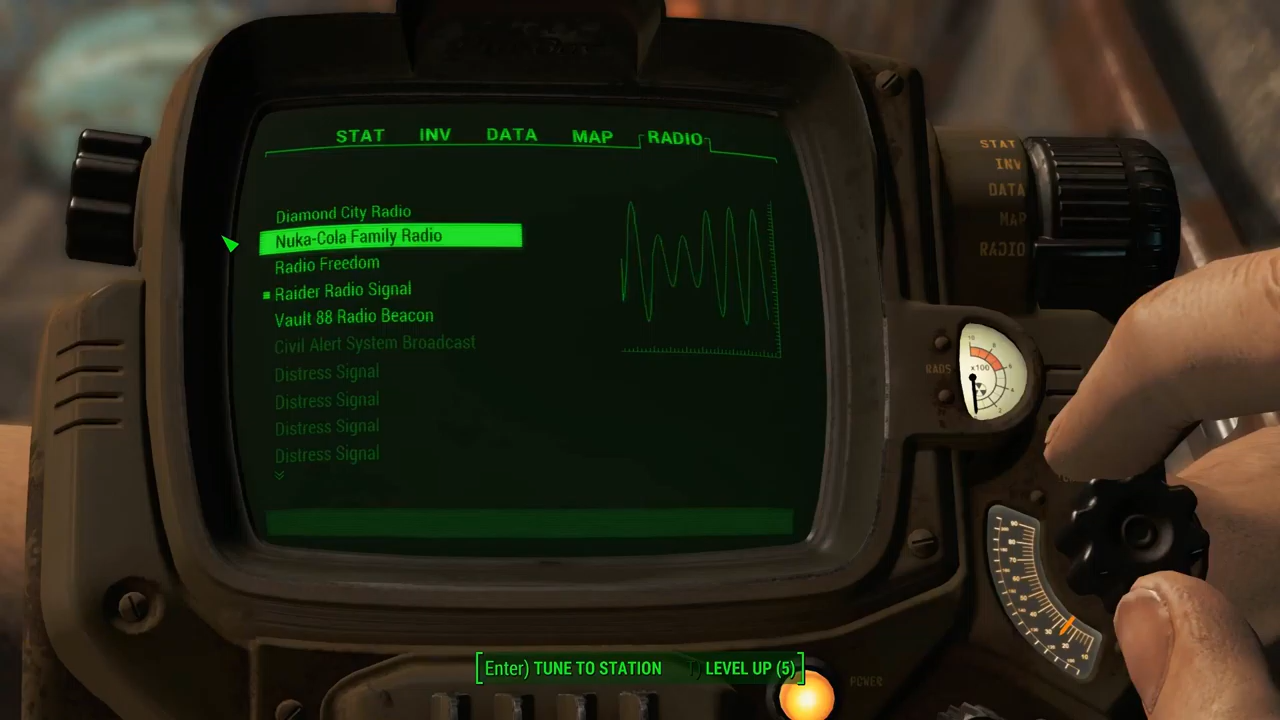 STAT INV DATA MAP RADIO
Diamond City Radio
Nuka-Cola Family Radio
Radio Freedom
Raider Radio Signal
Vault 88 Radio Beacon
Civil Alert System Broadcast
Distress Signal
Distress Signal
Distress Signal
Distress Signal
STAT
INV
DATA
MAP
RADIO
RADS
x100
[Enter) TUNE TO STATION T) LEVEL UP (5)]
POWER